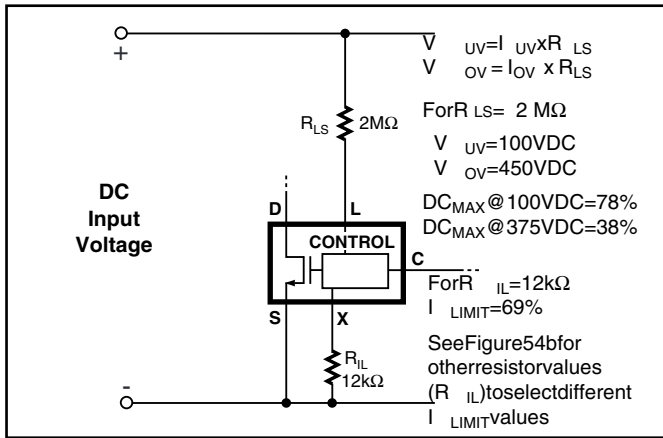 +
DC
Input
Voltage
-
R LS 2MΩ
D L
CONTROL
C
S X
R IL
12kΩ
V UV=I UVxR LS
V OV = I OV x R LS
ForR LS= 2 MΩ
V UV=100VDC
V OV=450VDC
DC MAX@100VDC=78%
DC MAX@375VDC=38%
ForR IL=12kΩ
I LIMIT=69%
SeeFigure54bfor
otherresistorvalues
(R IL)toselectdifferent
I LIMITvalues